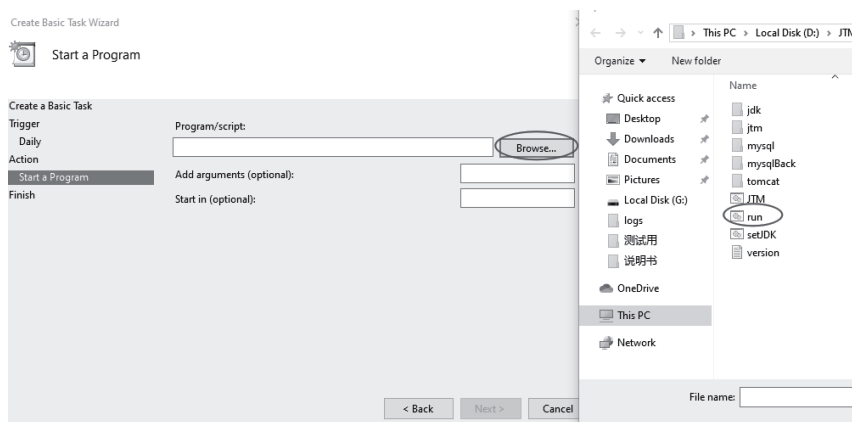 Create Basic Task Wizard
Start a Program
Create a Basic Task
Trigger
Daily
Action
Start a Program
Finish
Program/script:
Browse...
Add arguments (optional):
Start in (optional):
< Back
Next >
Cancel
This PC > Local Disk (D:) > JTM
Organize
New folder
Name
Quick access
Desktop
Downloads
Documents
Pictures
Local Disk (G:)
logs
测试用
说明书
OneDrive
This PC
Network
jdk
jtm
mysql
mysqlBack
tomcat
JTM
run
setJDK
version
File name: